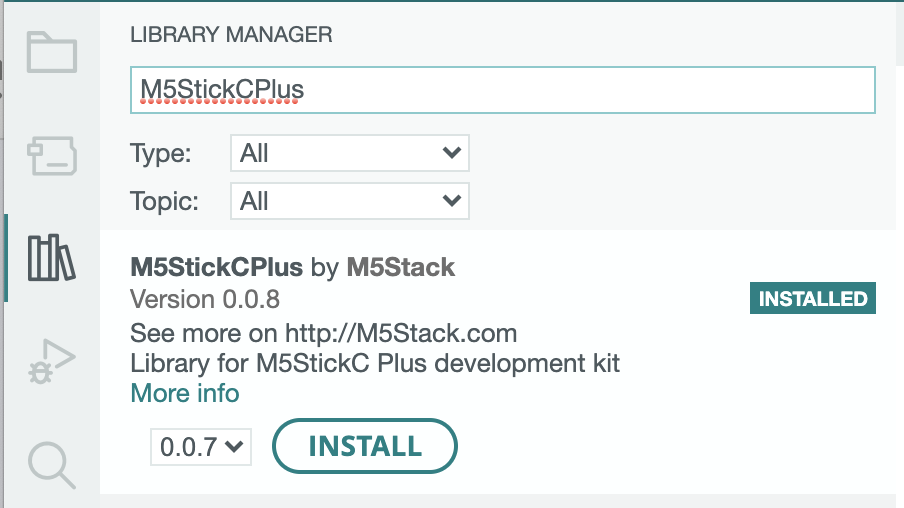 LIBRARY MANAGER
M5StickCPlus
Type: All
Topic: All
M5StickCPlus by M5Stack
Version 0.0.8
INSTALLED
See more on http://M5Stack.com
Library for M5StickC Plus development kit
More info
0.0.7 INSTALL